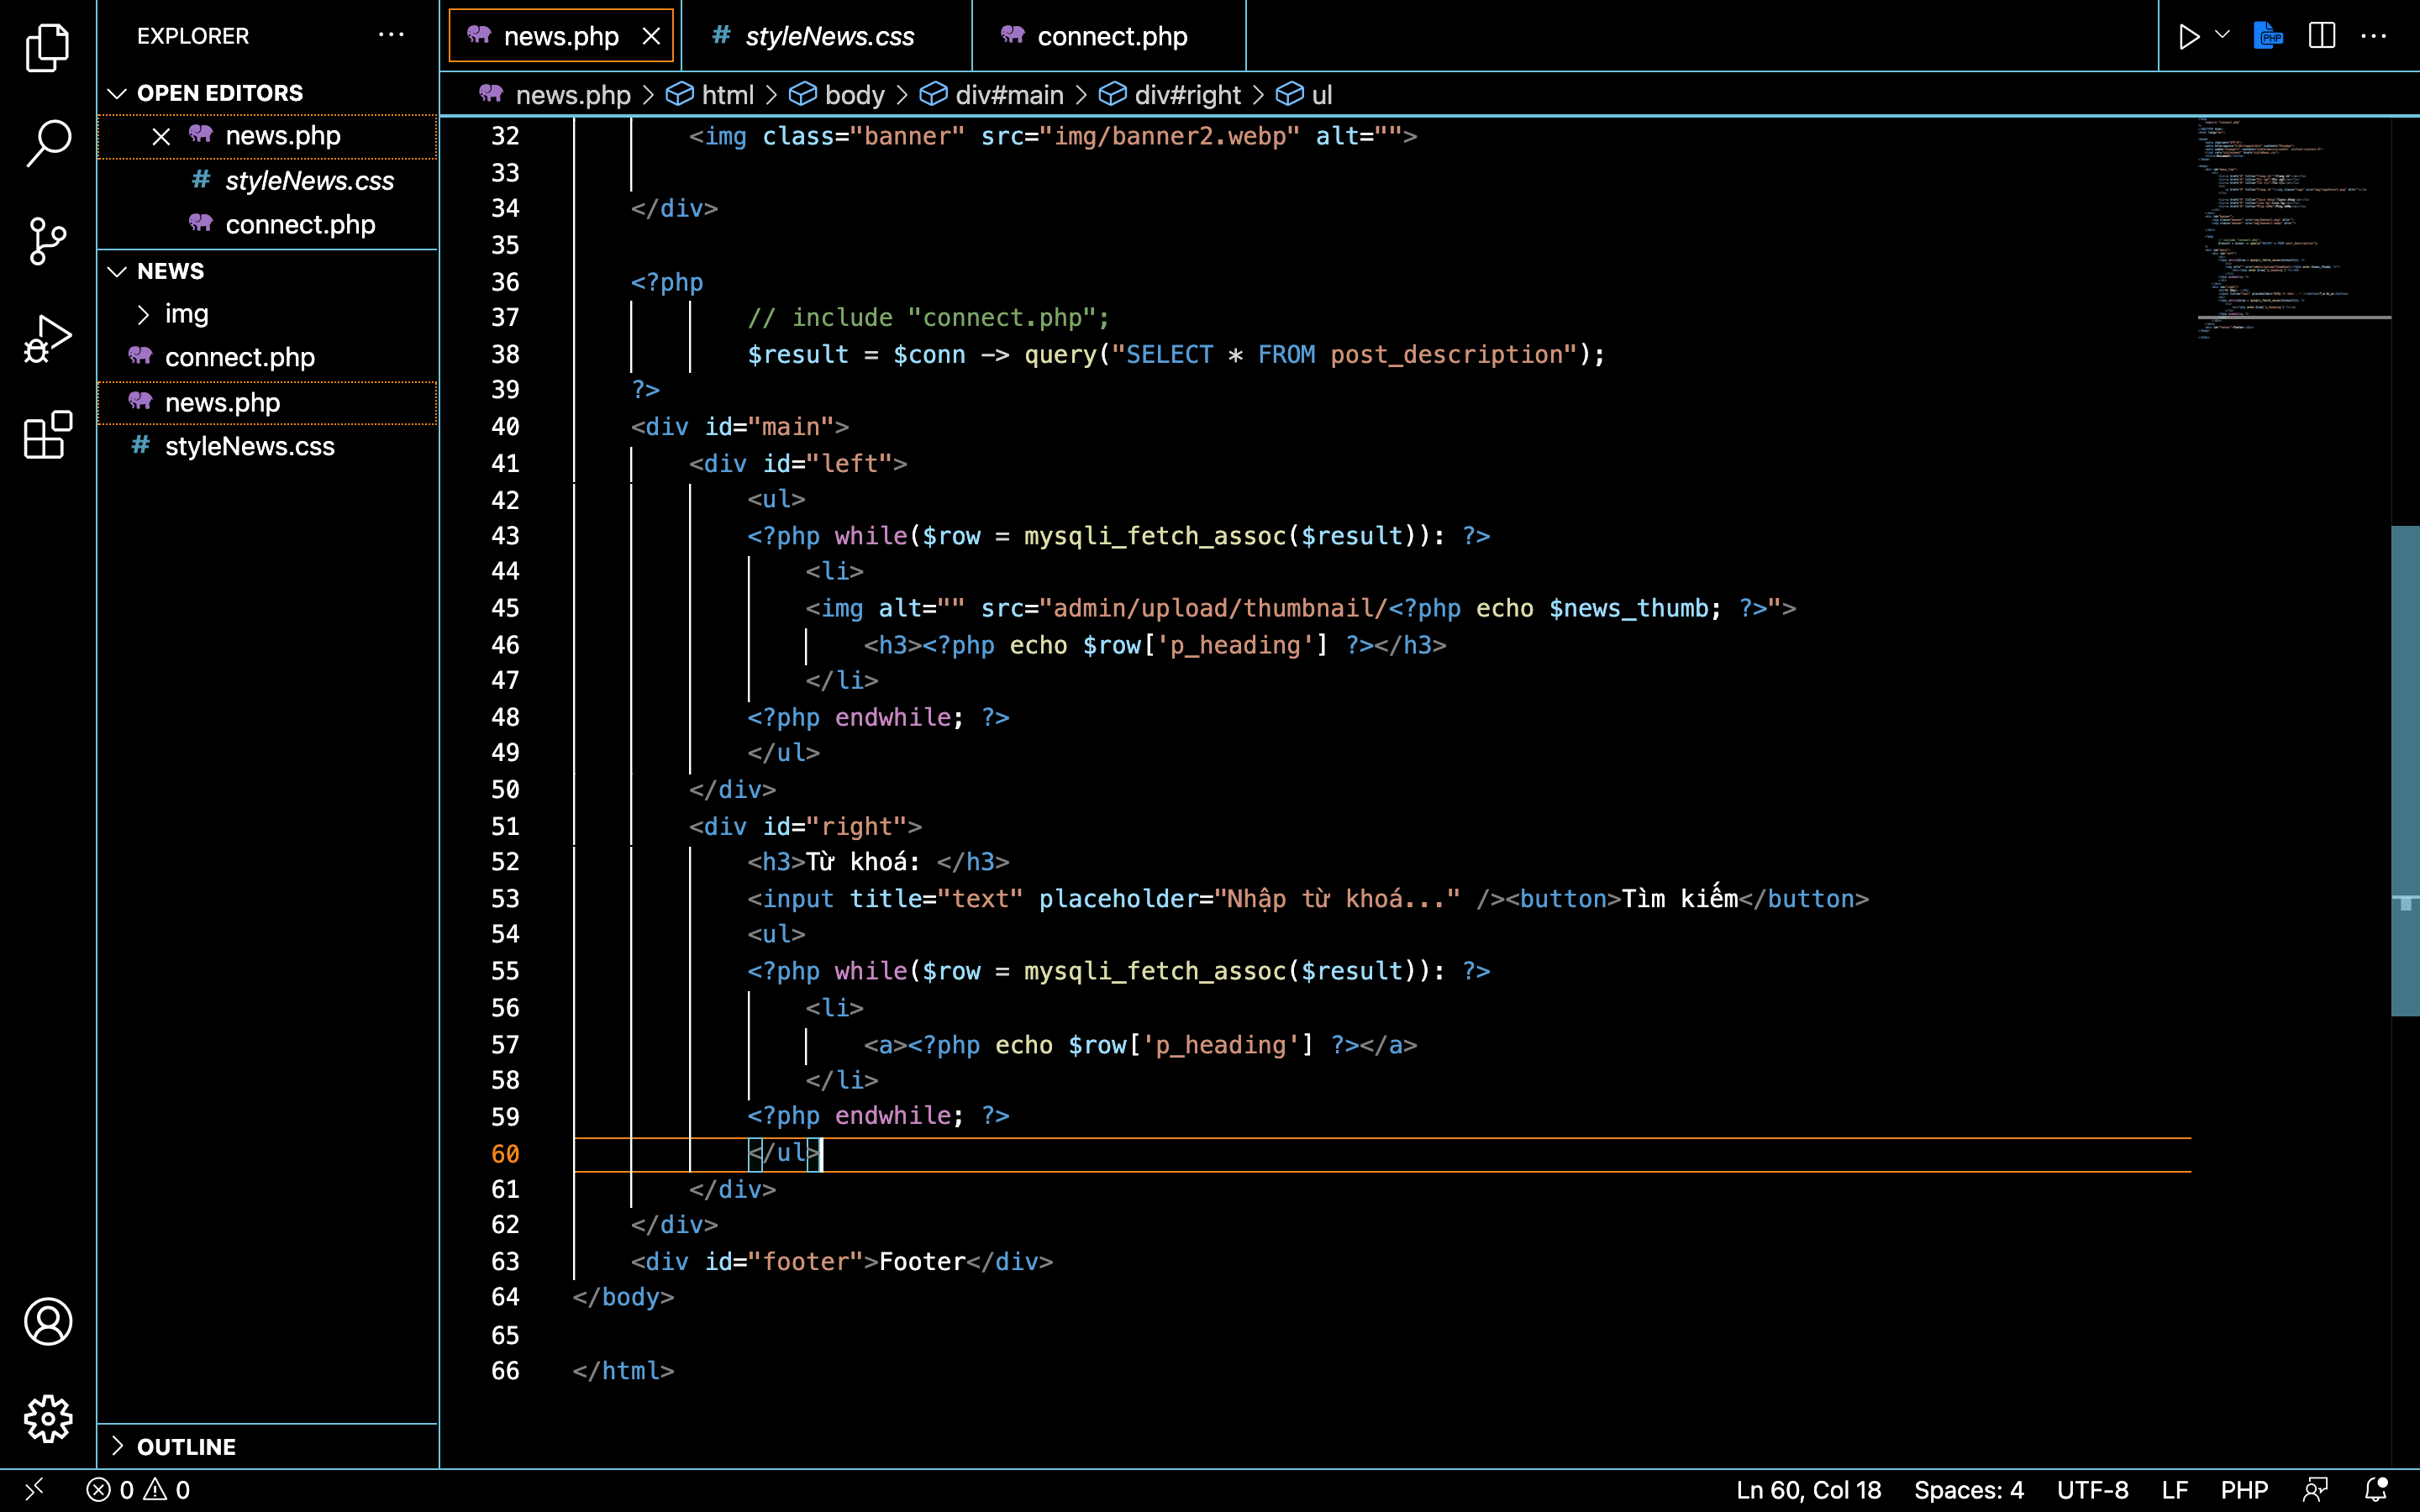 EXPLORER
news.php
styleNews.css
connect.php
OPEN EDITORS
news.php
styleNews.css
connect.php
NEWS
img
connect.php
news.php
styleNews.css
OUTLINE
news.php > html > body > div#main > div#right > ul
32 <img class="banner" src="img/banner2.webp" alt="">
33
34 </div>
35
36 <?php
37 // include "connect.php";
38 $result = $conn -> query("SELECT * FROM post_description");
39 ?>
40 <div id="main">
41 <div id="left">
42 <ul>
43 <?php while($row = mysqli_fetch_assoc($result)): ?>
44 <li>
45 <img alt="" src="admin/upload/thumbnail/<?php echo $news_thumb; ?>">
46 <h3><?php echo $row['p_heading'] ?></h3>
47 </li>
48 <?php endwhile; ?>
49 </ul>
50 </div>
51 <div id="right">
52 <h3>Từ khoá: </h3>
53 <input title="text" placeholder="Nhập từ khoá..." /><button>Tìm kiếm</button>
54 <ul>
55 <?php while($row = mysqli_fetch_assoc($result)): ?>
56 <li>
57 <a><?php echo $row['p_heading'] ?></a>
58 </li>
59 <?php endwhile; ?>
60 </ul>
61 </div>
62 </div>
63 <div id="footer">Footer</div>
64 </body>
65
66 </html>
0 0
Ln 60, Col 18 Spaces: 4 UTF-8 LF PHP